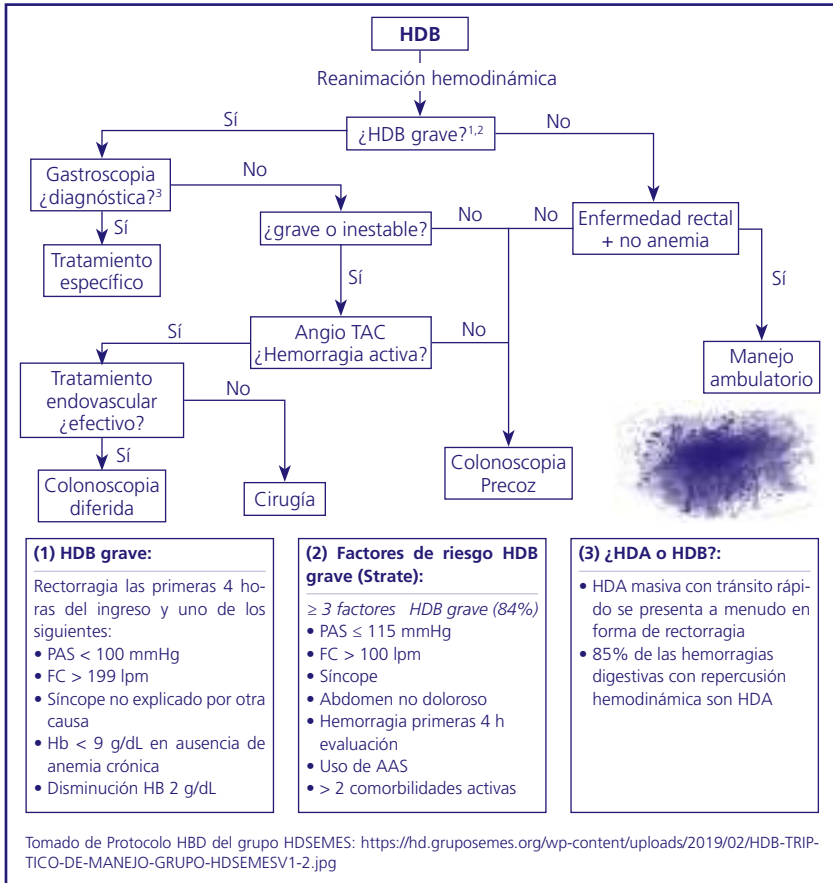 HDB
Reanimación hemodinámica
Sí
¿HDB grave?1,2
No
Gastroscopia
¿diagnóstica?3
No
Sí
Tratamiento
específico
¿grave o inestable?
No
No
Enfermedad rectal
+ no anemia
Sí
Sí
Sí
Angio TAC
¿Hemorragia activa?
No
Manejo
ambulatorio
Tratamiento
endovascular
¿efectivo?
No
Sí
Colonoscopia
diferida
Cirugía
Colonoscopia
Precoz
(1) HDB grave:
Rectorragia las primeras 4 ho-
ras del ingreso y uno de los
siguientes:
• PAS < 100 mmHg
• FC > 199 lpm
• Síncope no explicado por otra
causa
• Hb < 9 g/dL en ausencia de
anemia crónica
• Disminución HB 2 g/dL
(2) Factores de riesgo HDB
grave (Strate):
≥ 3 factores HDB grave (84%)
• PAS ≤ 115 mmHg
• FC > 100 lpm
• Síncope
• Abdomen no doloroso
• Hemorragia primeras 4 h
evaluación
• Uso de AAS
• > 2 comorbilidades activas
(3) ¿HDA o HDB?:
• HDA masiva con tránsito rápi-
do se presenta a menudo en
forma de rectorragia
• 85% de las hemorragias
digestivas con repercusión
hemodinámica son HDA
Tomado de Protocolo HBD del grupo HDSEMES: https://hd.gruposemes.org/wp-content/uploads/2019/02/HDB-TRIP-
TICO-DE-MANEJO-GRUPO-HDSEMESV1-2.jpg